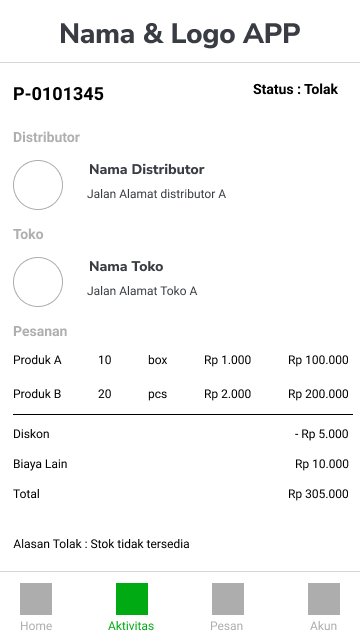 Nama & Logo APP
P-0101345 Status : Tolak
Distributor
Nama Distributor
Jalan Alamat distributor A
Toko
Nama Toko
Jalan Alamat Toko A
Pesanan
Produk A 10 box Rp 1.000 Rp 100.000
Produk B 20 pcs Rp 2.000 Rp 200.000
Diskon - Rp 5.000
Biaya Lain Rp 10.000
Total Rp 305.000
Alasan Tolak : Stok tidak tersedia
Home Aktivitas Pesan Akun